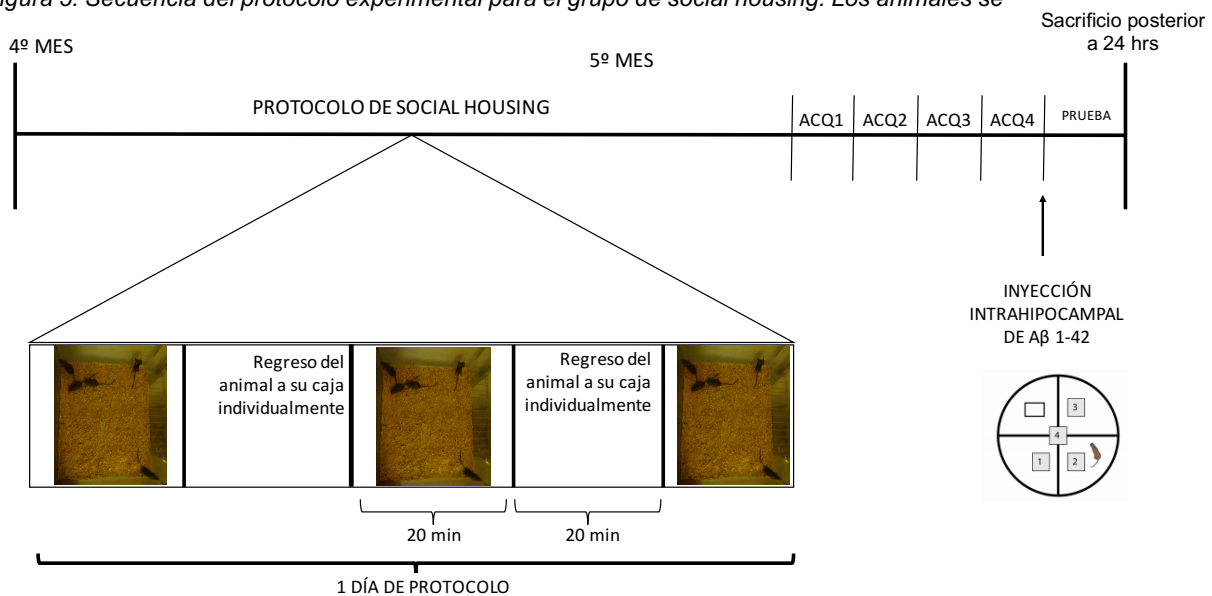 igura 5. Secuencia del protocolo experimental para el grupo de social housing. Los animales se
Sacrificio posterior
a 24 hrs
4º MES
5º MES
PROTOCOLO DE SOCIAL HOUSING
ACQ1
ACQ2
ACQ3
ACQ4
PRUEBA
INYECCIÓN
INTRAHIPOCAMPAL
DE Aβ 1-42
Regreso del
animal a su caja
individualmente
Regreso del
animal a su caja
individualmente
3
4
1
2
20 min
20 min
1 DÍA DE PROTOCOLO